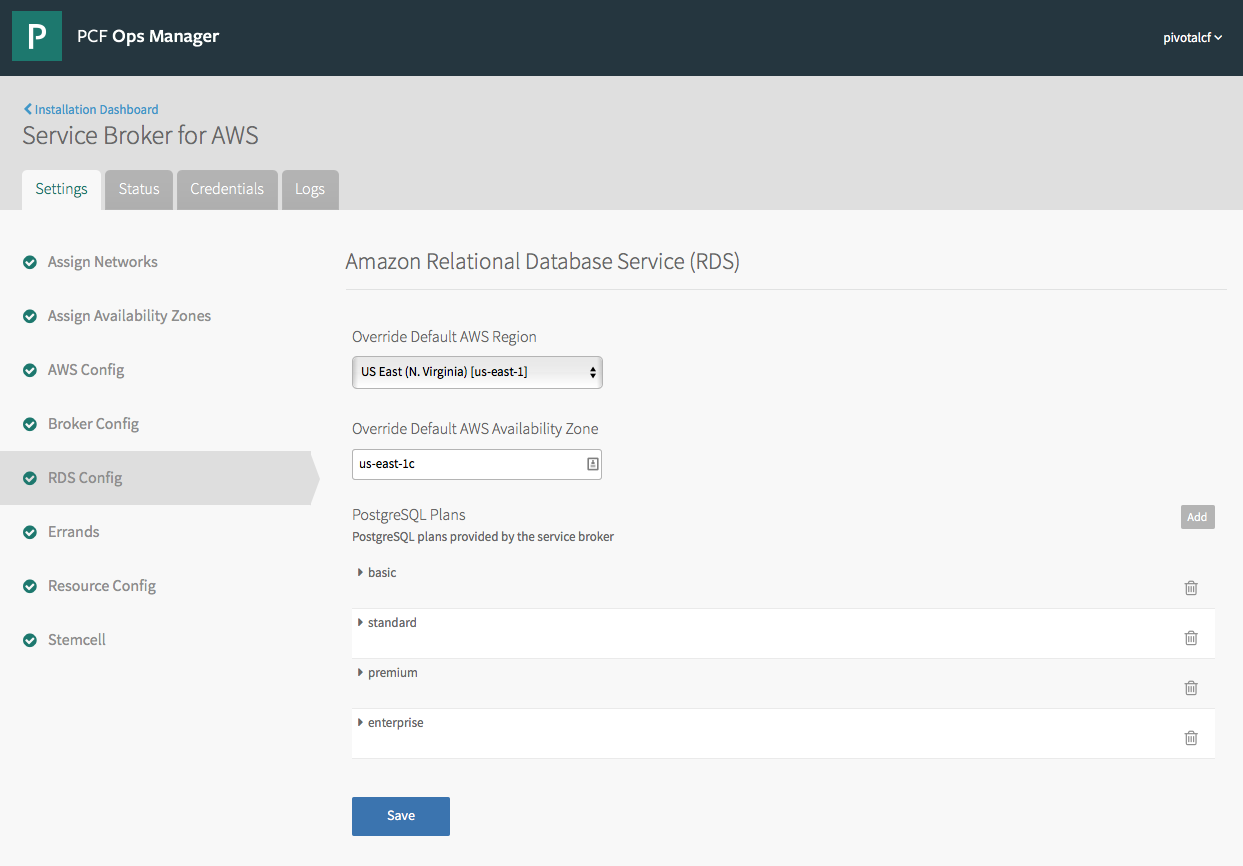 P
PCF Ops Manager
pivotalcf
Installation Dashboard
Service Broker for AWS
Settings
Status
Credentials
Logs
Assign Networks
Assign Availability Zones
AWS Config
Broker Config
RDS Config
Errands
Resource Config
Stemcell
Amazon Relational Database Service (RDS)
Override Default AWS Region
US East (N. Virginia) [us-east-1]
Override Default AWS Availability Zone
us-east-1c
PostgreSQL Plans
Add
PostgreSQL plans provided by the service broker
basic
standard
premium
enterprise
Save